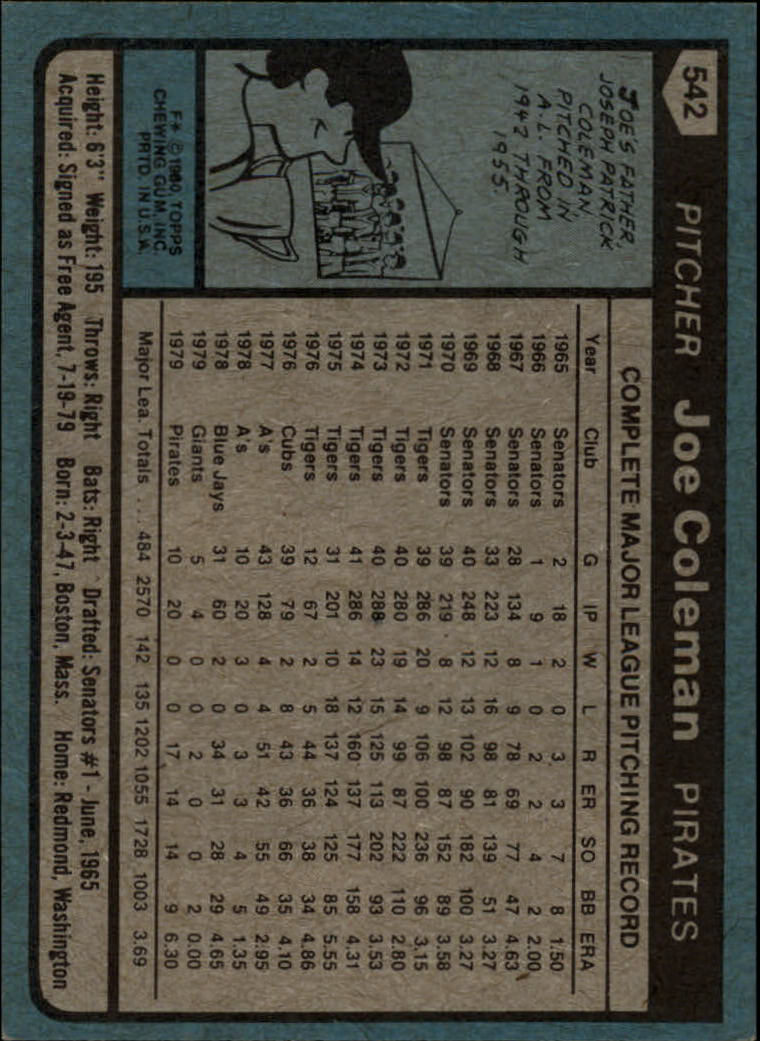 542 PITCHER Joe Coleman PIRATES
JOE'S FATHER,
JOSEPH PATRICK
COLEMAN
PITCHED IN
A.L. FROM
1942 THROUGH
1955.
F* © 1980 TOPPS
CHEWING GUM, INC.
PRTD. IN U.S.A.
COMPLETE MAJOR LEAGUE PITCHING RECORD
Year Club G IP W L R ER SO BB ERA
1965 Senators 2 18 2 0 3 3 7 8 1.50
1966 Senators 1 9 1 0 2 2 4 2 2.00
1967 Senators 28 134 8 9 78 69 77 47 4.63
1968 Senators 33 223 12 16 98 81 139 51 3.27
1969 Senators 40 248 12 13 102 90 182 100 3.27
1970 Senators 39 219 8 12 98 87 152 89 3.58
1971 Tigers 39 286 20 9 106 100 236 96 3.15
1972 Tigers 40 280 19 14 99 87 222 110 2.80
1973 Tigers 40 288 23 15 125 113 202 93 3.53
1974 Tigers 41 286 14 12 160 137 177 158 4.31
1975 Tigers 31 201 10 18 137 124 125 85 5.55
1976 Tigers 12 67 2 5 44 36 38 34 4.86
1976 Cubs 39 79 2 8 43 36 66 35 4.10
1977 A's 43 128 4 4 51 42 55 49 2.95
1978 A's 10 20 3 0 3 3 4 5 1.35
1978 Blue Jays 31 60 2 0 34 31 28 29 4.65
1979 Giants 5 4 0 0 2 0 0 2 0.00
1979 Pirates 10 20 0 0 17 14 14 9 6.30
Major Lea. Totals ... 484 2570 142 135 1202 1055 1728 1003 3.69
Height: 6'3" Weight: 195 Throws: Right Bats: Right Drafted: Senators #1 - June, 1965
Acquired: Signed as Free Agent, 7-19-79 Born: 2-3-47, Boston, Mass. Home: Redmond, Washington